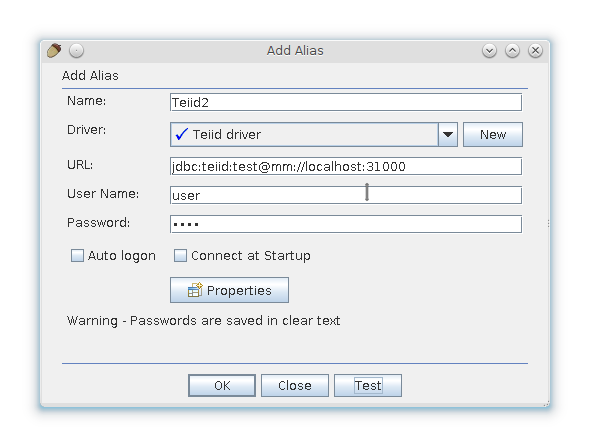 Add Alias
Add Alias
Name: Teiid2
Driver: Teiid driver New
URL: jdbc:teiid:test@mm://localhost:31000
User Name: user
Password: ••••
Auto logon Connect at Startup
Properties
Warning - Passwords are saved in clear text
OK Close Test